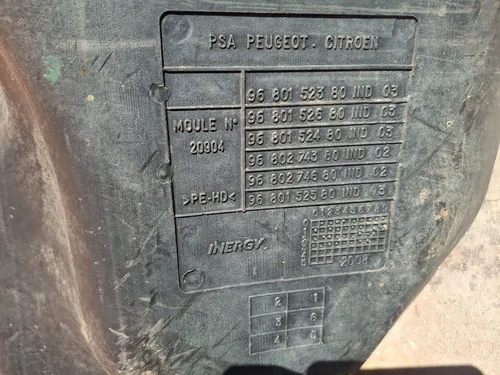 PSA PEUGEOT. CITROEN
96 801 523 80 IND 03
96 801 526 80 IND 03
MOULE N° 96 801 524 80 IND 03
20904 96 802 743 80 IND 02
96 802 746 80 IND 02
>PE-HD< 96 801 525 80 IND 03
0123456789
INERGY.
2008
2 1
3 6
4